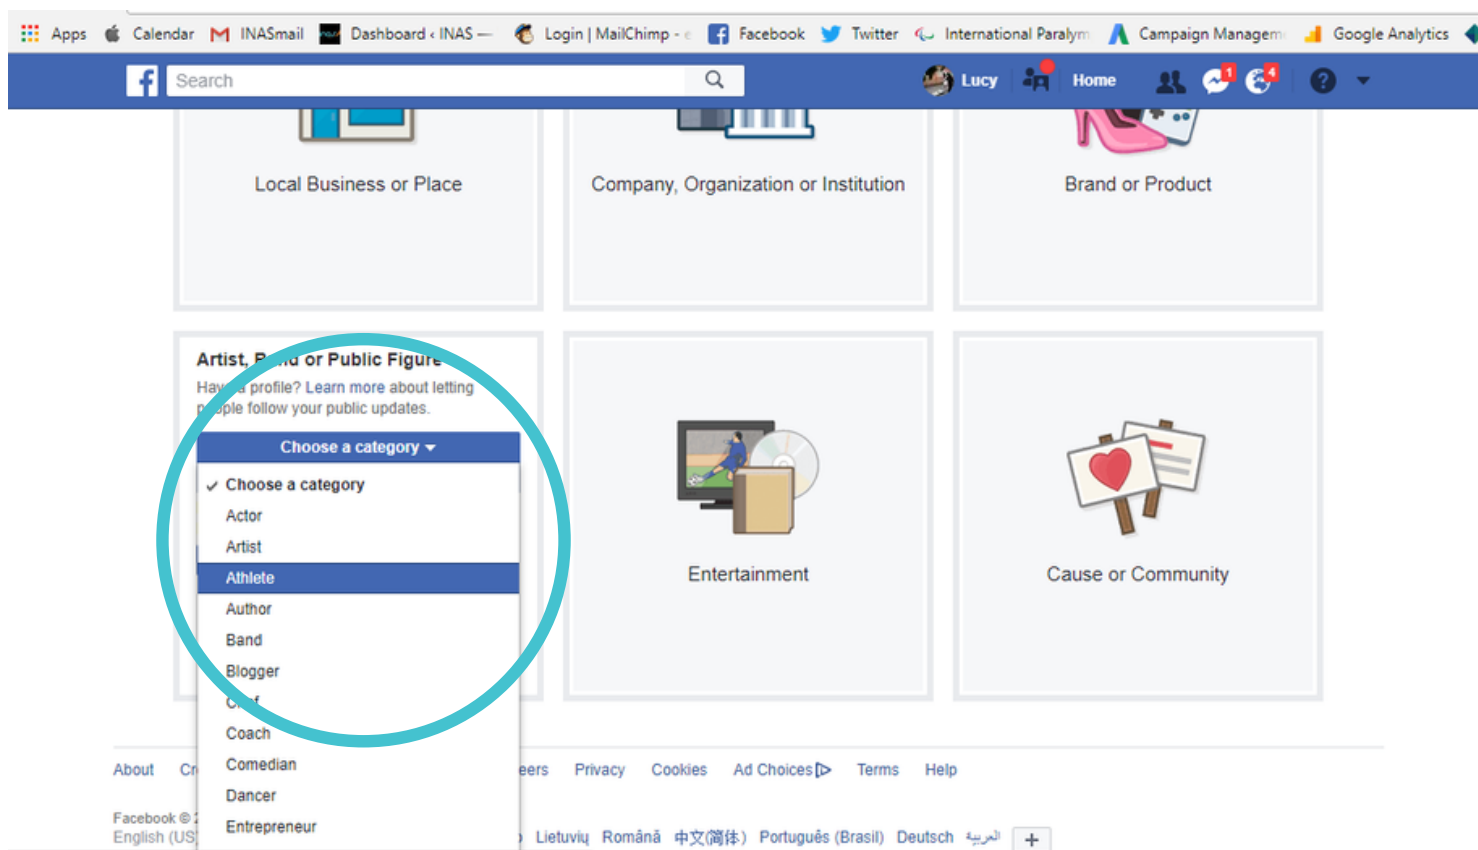 Apps Calendar INASmail Dashboard ‹ INAS — Login | MailChimp - e Facebook Twitter International Paralym Campaign Managem Google Analytics
Search Lucy Home 1 4
Local Business or Place Company, Organization or Institution Brand or Product
Artist, or Public Figure
a profile? Learn more about letting
people follow your public updates.
Choose a category
Choose a category
Actor
Artist
Athlete
Entertainment Cause or Community
Author
Band
Blogger
Coach
About Privacy Cookies Ad Choices Terms Help
Comedian
Dancer
Facebook ©
Entrepreneur
English (US Lietuvių Română 中文(简体) Português (Brasil) Deutsch العربية +